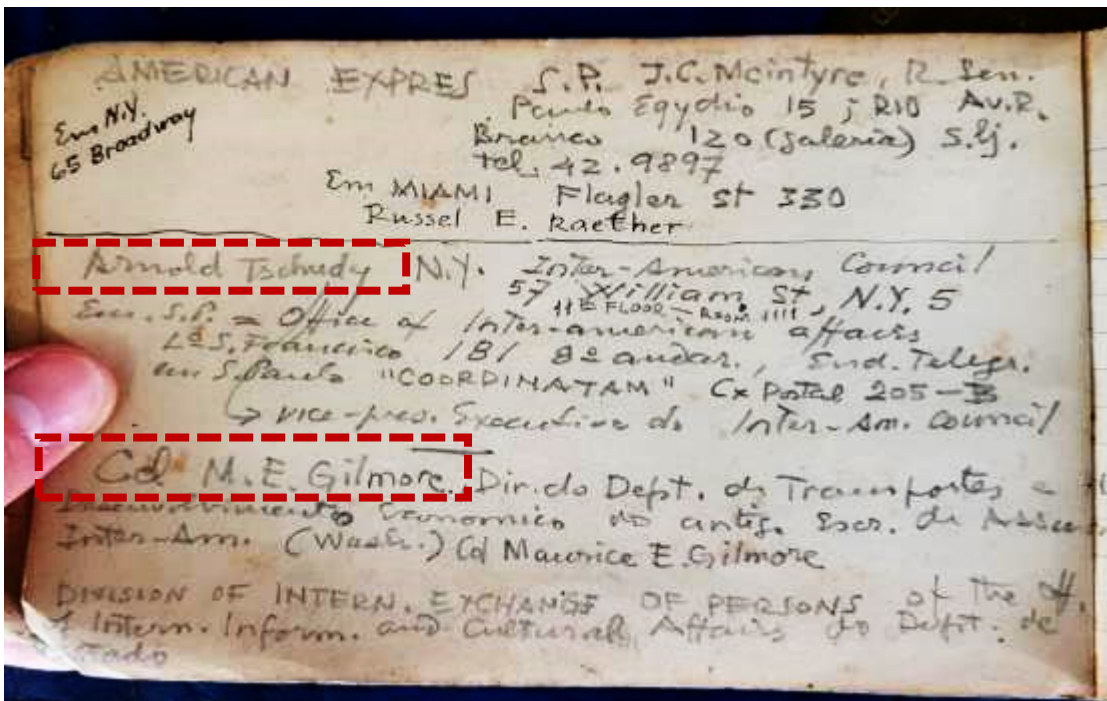 AMERICAN EXPRES S.P. J.C. Mcintyre, R. Sen.
Em N.Y.
65 Broadway
Paulo Egydio 15 ; RIO Av.R.
Branco 120 (Galeria) S.lj.
tel. 42.9897
Em MIAMI Flagler St 330
Russel E. Raether
Arnold Tschudy N.Y. Inter-American Council
57 William St, N.Y. 5
11º FLOOR — ROOM 1111
Em. S.P. = Office of Inter-american affairs
Lº S. Francisco 181 8º andar., End. Telegr.
em S. Paulo "COORDINATAM" Cx Postal 205-B
→ vice-pres. Executive do Inter-Am. Council
Cel M.E. Gilmore. Dir. do Dept. de Transportes e
Desenvolvimento Economico do antig. Escr. de
Inter-Am. (Wash.) Cel Maurice E. Gilmore
DIVISION OF INTERN. EXCHANGE OF PERSONS of the
of Intern. Inform. and Cultural Affairs do Dept. de
Estado